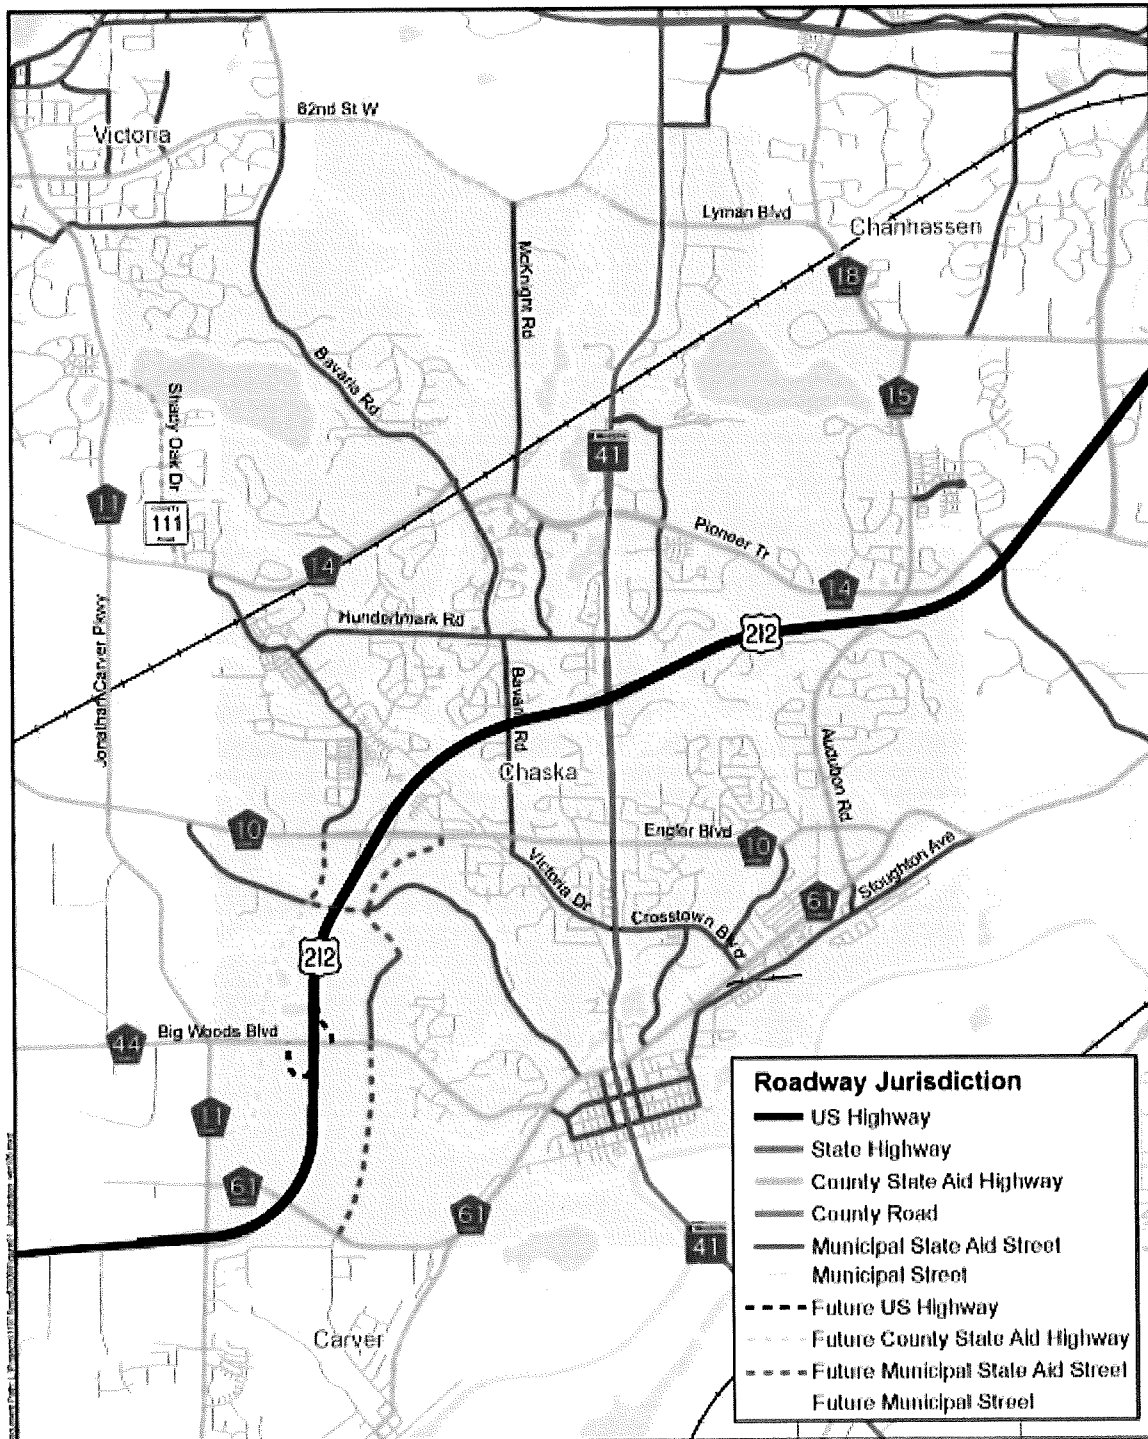 82nd St W
Victoria
Lyman Blvd
Chanhassen
18
McKnight Rd
Bavaria Rd
Shady Oak Dr
15
41
11
COUNTY
111
ROAD
Pioneer Tr
14
14
Hundertmark Rd
212
Jonathan Carver Pkwy
Bavaria Rd
Chaska
Audubon Rd
10
Engler Blvd
10
Stoughton Ave
Victoria Dr
61
Crosstown Blvd
212
44
Big Woods Blvd
11
61
61
41
Carver
Roadway Jurisdiction
US Highway
State Highway
County State Aid Highway
County Road
Municipal State Aid Street
Municipal Street
Future US Highway
Future County State Aid Highway
Future Municipal State Aid Street
Future Municipal Street